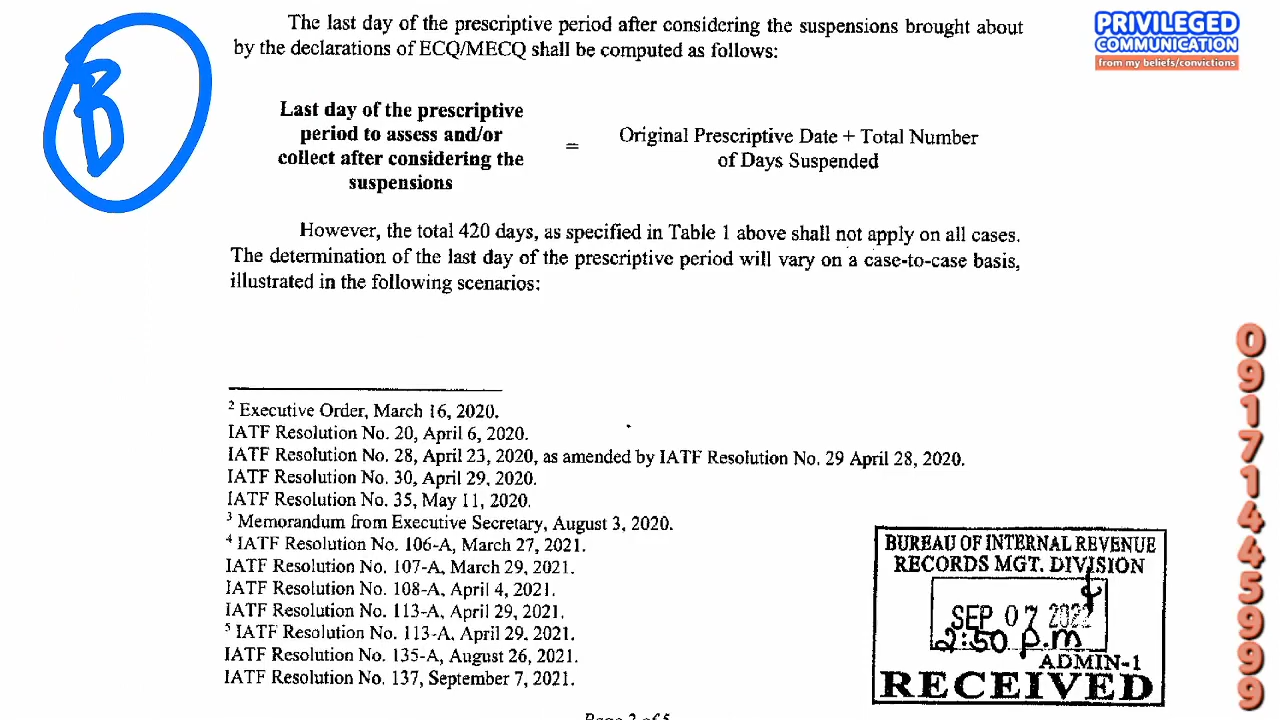 B
The last day of the prescriptive period after considering the suspensions brought about
by the declarations of ECQ/MECQ shall be computed as follows:
PRIVILEGED
COMMUNICATION
from my beliefs/convictions
Last day of the prescriptive
period to assess and/or
collect after considering the
suspensions
=
Original Prescriptive Date + Total Number
of Days Suspended
However, the total 420 days, as specified in Table 1 above shall not apply on all cases.
The determination of the last day of the prescriptive period will vary on a case-to-case basis,
illustrated in the following scenarios:
2 Executive Order, March 16, 2020.
IATF Resolution No. 20, April 6, 2020.
IATF Resolution No. 28, April 23, 2020, as amended by IATF Resolution No. 29 April 28, 2020.
IATF Resolution No. 30, April 29, 2020.
IATF Resolution No. 35, May 11, 2020.
3 Memorandum from Executive Secretary, August 3, 2020.
4 IATF Resolution No. 106-A, March 27, 2021.
IATF Resolution No. 107-A, March 29, 2021.
IATF Resolution No. 108-A, April 4, 2021.
IATF Resolution No. 113-A, April 29, 2021.
5 IATF Resolution No. 113-A, April 29. 2021.
IATF Resolution No. 135-A, August 26, 2021.
IATF Resolution No. 137, September 7, 2021.
BUREAU OF INTERNAL REVENUE
RECORDS MGT. DIVISION
SEP 07 2022
2:50 p.m
ADMIN-1
RECEIVED
Page 2 of 5
09171445999